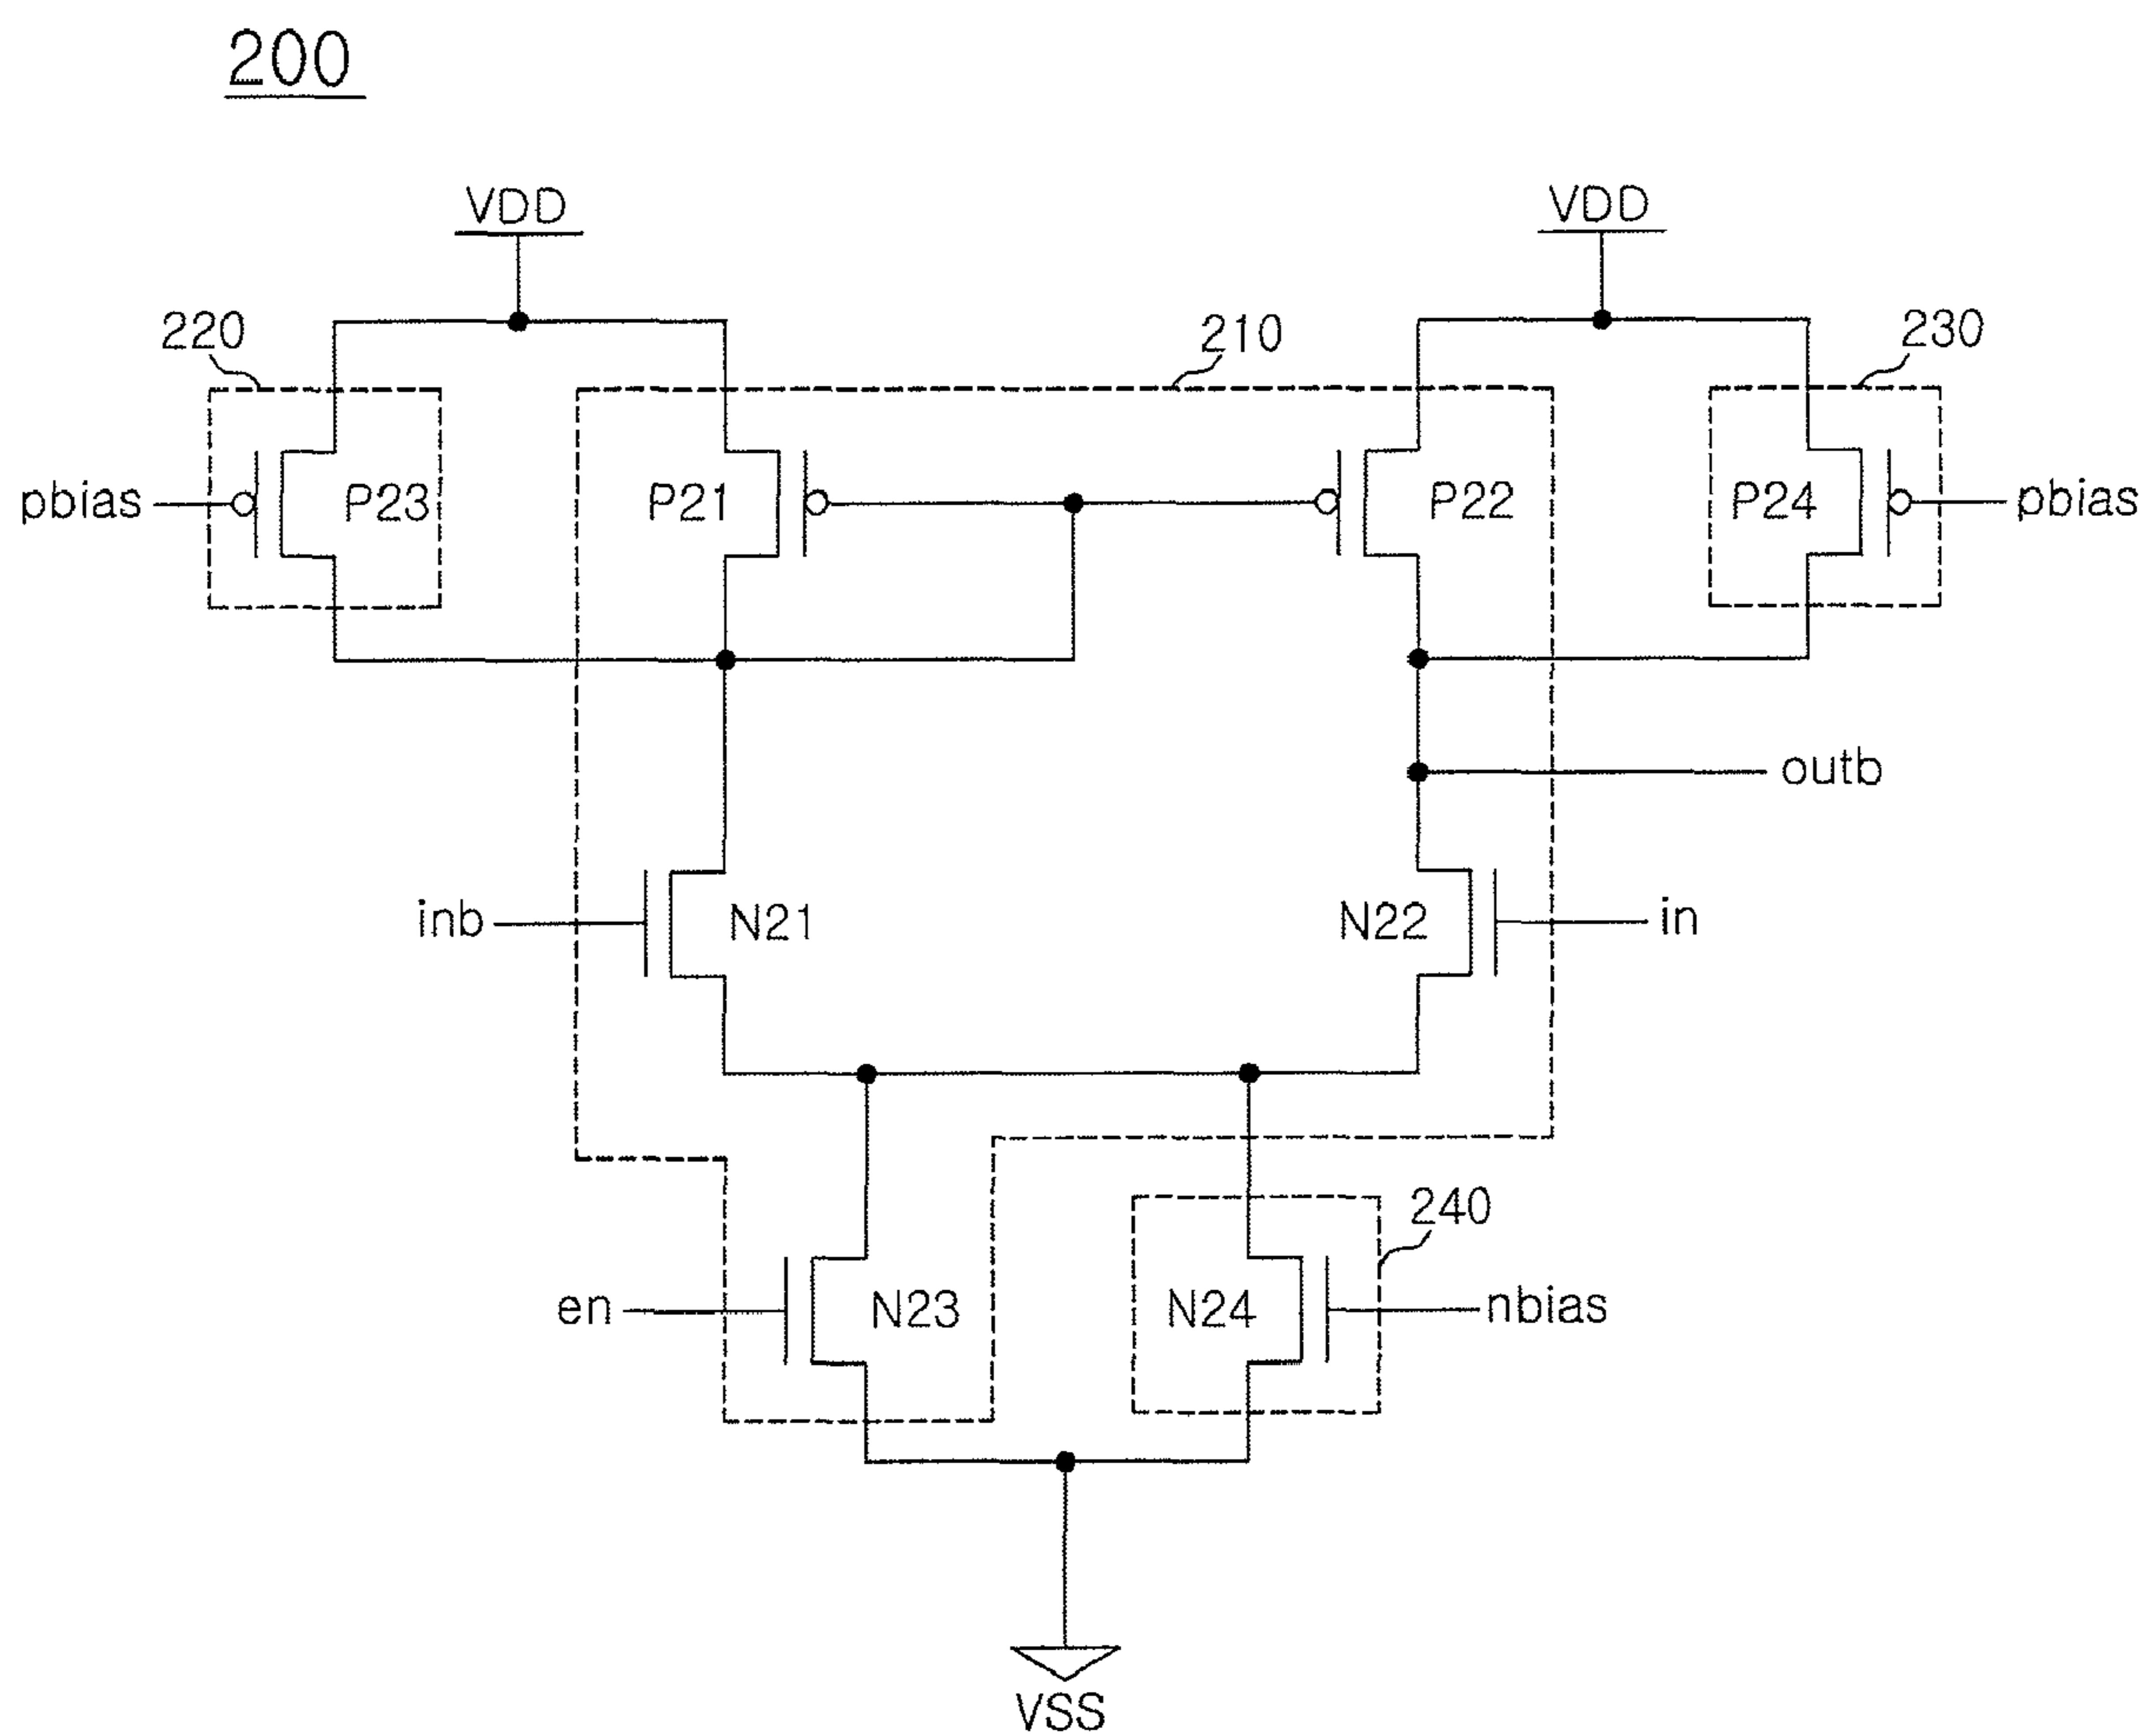 200
VDD
VDD
220
210
230
pbias
P23
P21
P22
P24
pbias
outb
inb
N21
N22
in
240
en
N23
N24
nbias
VSS